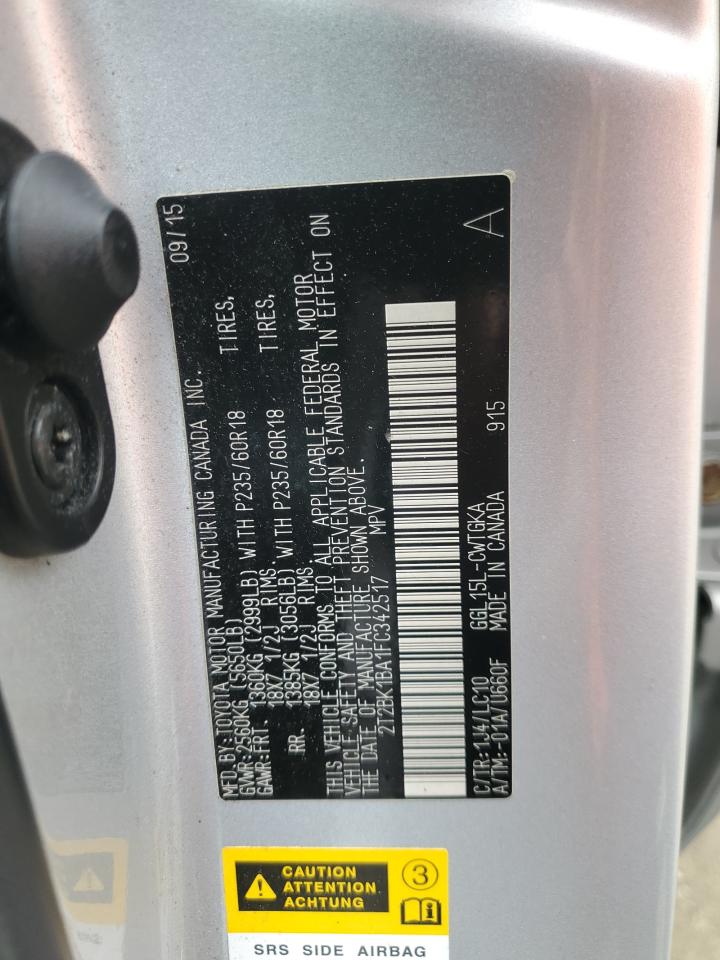 MFD.BY:TOYOTA MOTOR MANUFACTURING CANADA INC. 09/15
GVWR:2560KG (5650LB)
GAWR:FRT. 1360KG (2999LB) WITH P235/60R18 TIRES,
18X7 1/2J RIMS.
RR. 1385KG (3056LB) WITH P235/60R18 TIRES,
18X7 1/2J RIMS.
THIS VEHICLE CONFORMS TO ALL APPLICABLE FEDERAL MOTOR
VEHICLE SAFETY AND THEFT PREVENTION STANDARDS IN EFFECT ON
THE DATE OF MANUFACTURE SHOWN ABOVE.
2T2BK1BA1FC342517 MPV
C/TR:1J4/LC10 GGL15L-CWTGKA 915 A
A/TM:-01A/U660F MADE IN CANADA
CAUTION
ATTENTION
ACHTUNG
3
SRS SIDE AIRBAG